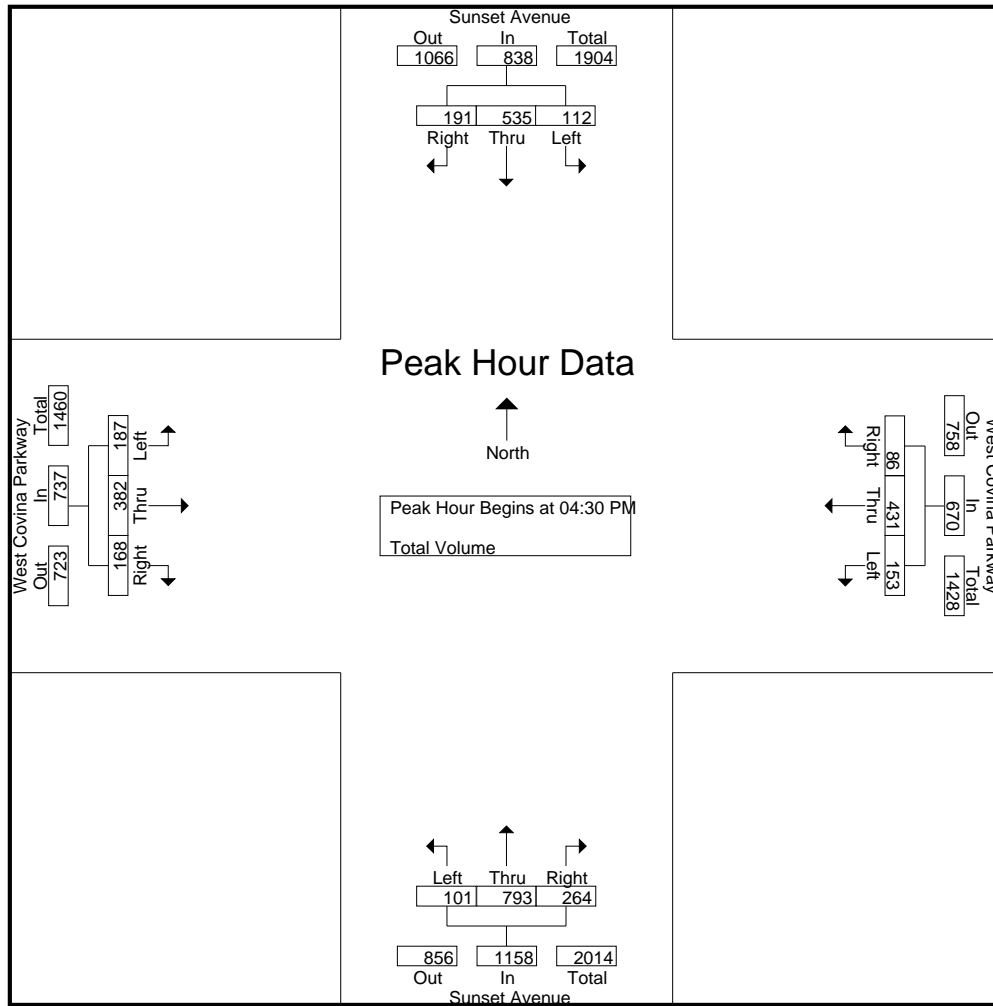 Sunset Avenue
Out In Total
1066 838 1904
191 535 112
Right Thru Left
Peak Hour Data
North
Peak Hour Begins at 04:30 PM
Total Volume
West Covina Parkway
Total In Out
1460 737 723
187 382 168
Left Thru Right
West Covina Parkway
Out In Total
758 670 1428
86 431 153
Right Thru Left
Left Thru Right
101 793 264
856 1158 2014
Out In Total
Sunset Avenue